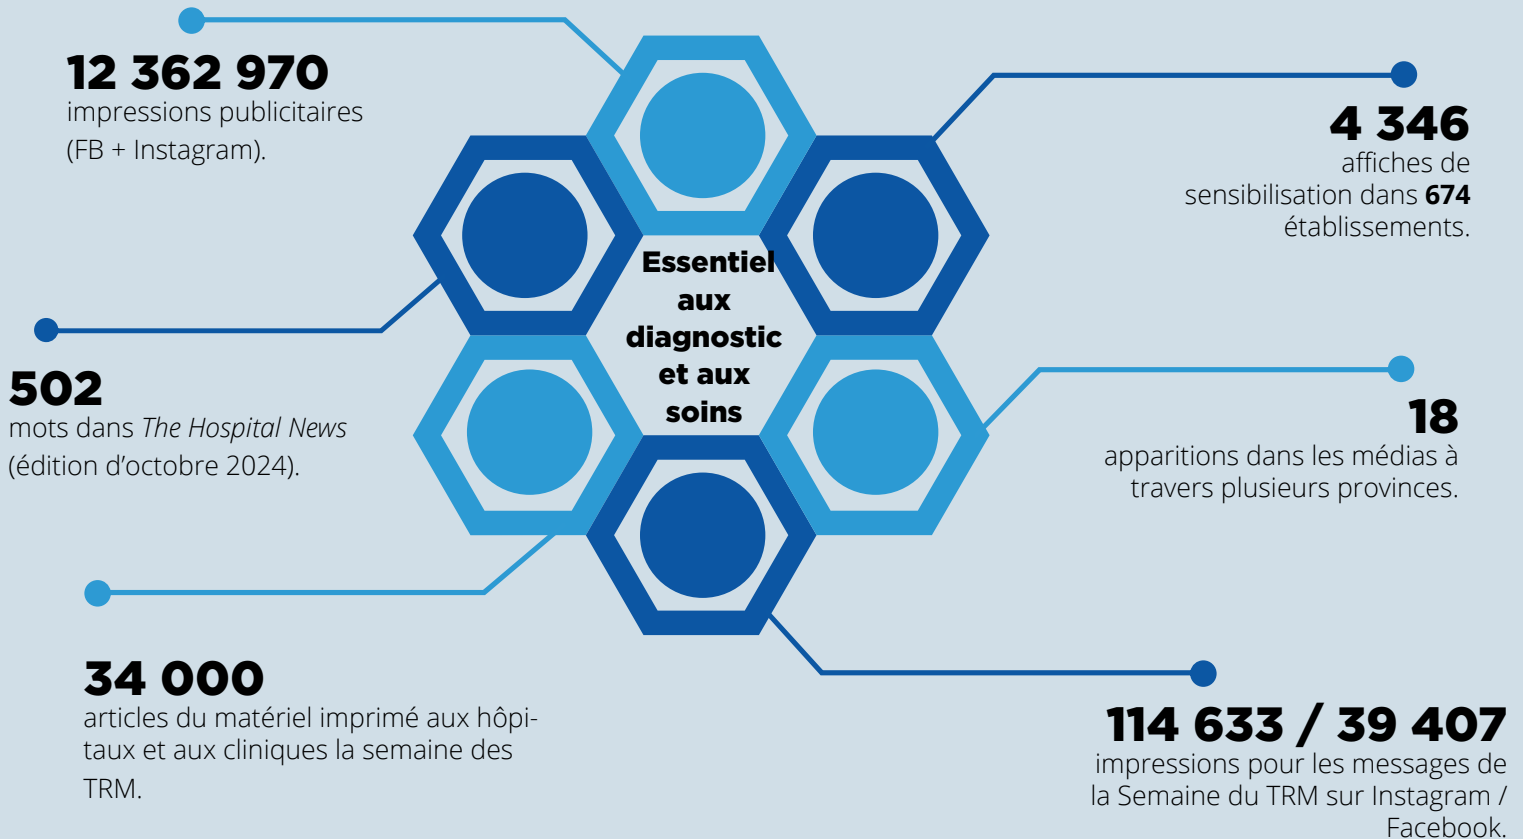 12 362 970
impressions publicitaires
(FB + Instagram).
4 346
affiches de
sensibilisation dans 674
établissements.
Essentiel
aux
diagnostic
et aux
soins
502
mots dans The Hospital News
(édition d’octobre 2024).
18
apparitions dans les médias à
travers plusieurs provinces.
34 000
articles du matériel imprimé aux hôpi-
taux et aux cliniques la semaine des
TRM.
114 633 / 39 407
impressions pour les messages de
la Semaine du TRM sur Instagram /
Facebook.